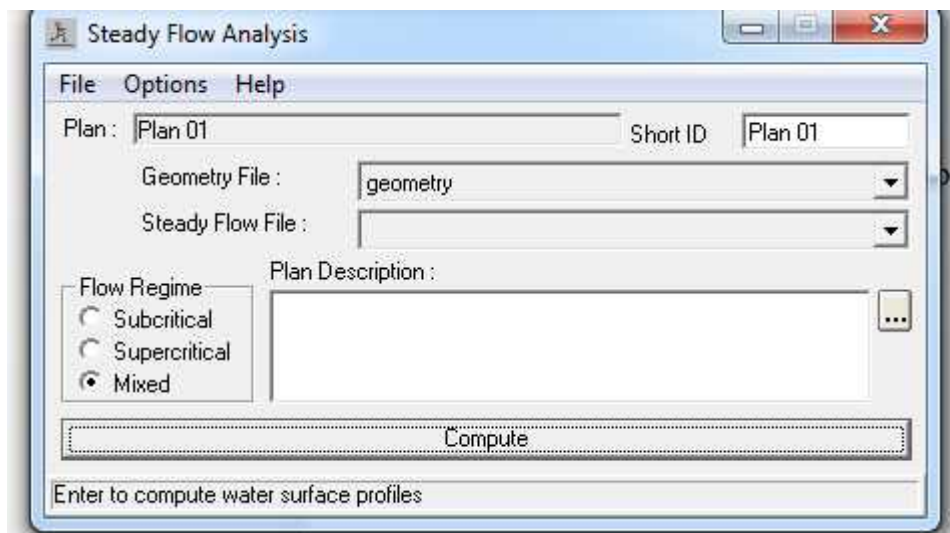 Steady Flow Analysis
File Options Help
Plan : Plan 01 Short ID Plan 01
Geometry File : geometry
Steady Flow File :
Plan Description :
Flow Regime
Subcritical
Supercritical
Mixed
...
Compute
Enter to compute water surface profiles